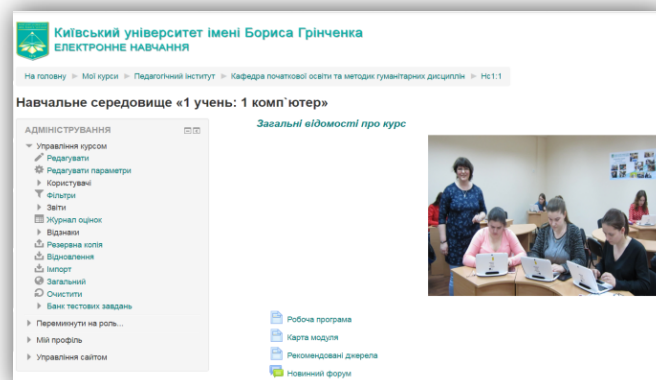 Київський університет імені Бориса Грінченка
ЕЛЕКТРОННЕ НАВЧАННЯ
На головну ► Мої курси ► Педагогічний інститут ► Кафедра початкової освіти та методик гуманітарних дисциплін ► Нс1:1
Навчальне середовище «1 учень: 1 комп`ютер»
АДМІНІСТРУВАННЯ
Управління курсом
Редагувати
Редагувати параметри
Користувачі
Фільтри
Звіти
Журнал оцінок
Відзнаки
Резервна копія
Відновлення
Імпорт
Загальний
Очистити
Банк тестових завдань
Перемикнути на роль...
Мій профіль
Управління сайтом
Загальні відомості про курс
Робоча програма
Карта модуля
Рекомендовані джерела
Новинний форум